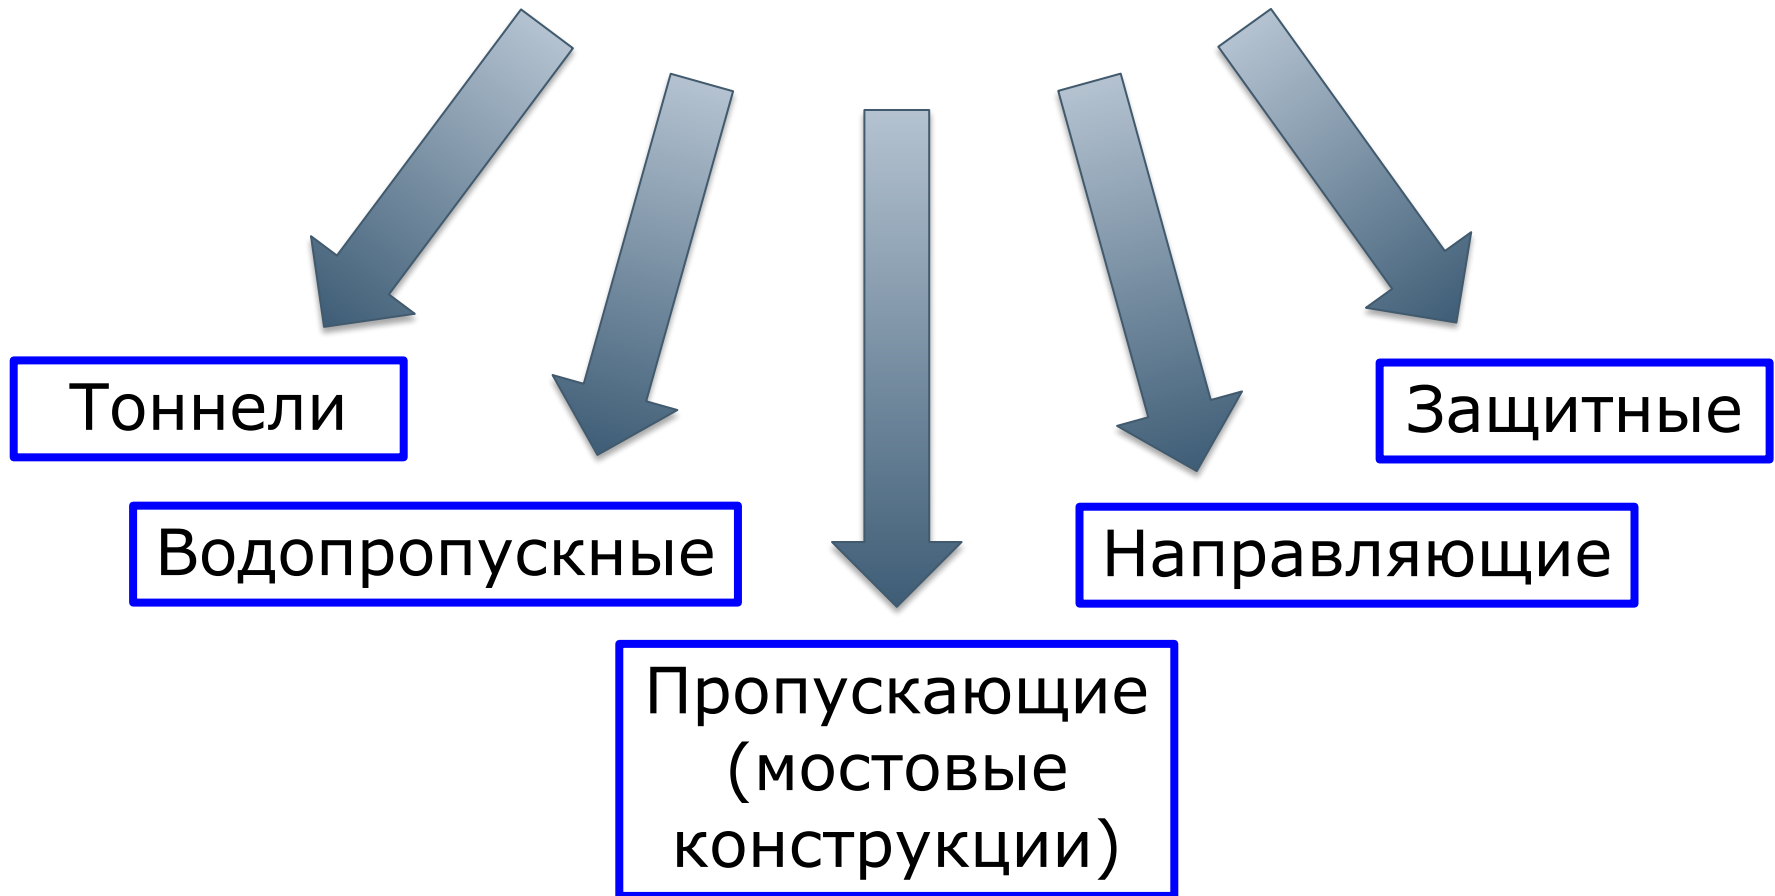 Тоннели
Защитные
Водопропускные
Направляющие
Пропускающие
(мостовые
конструкции)